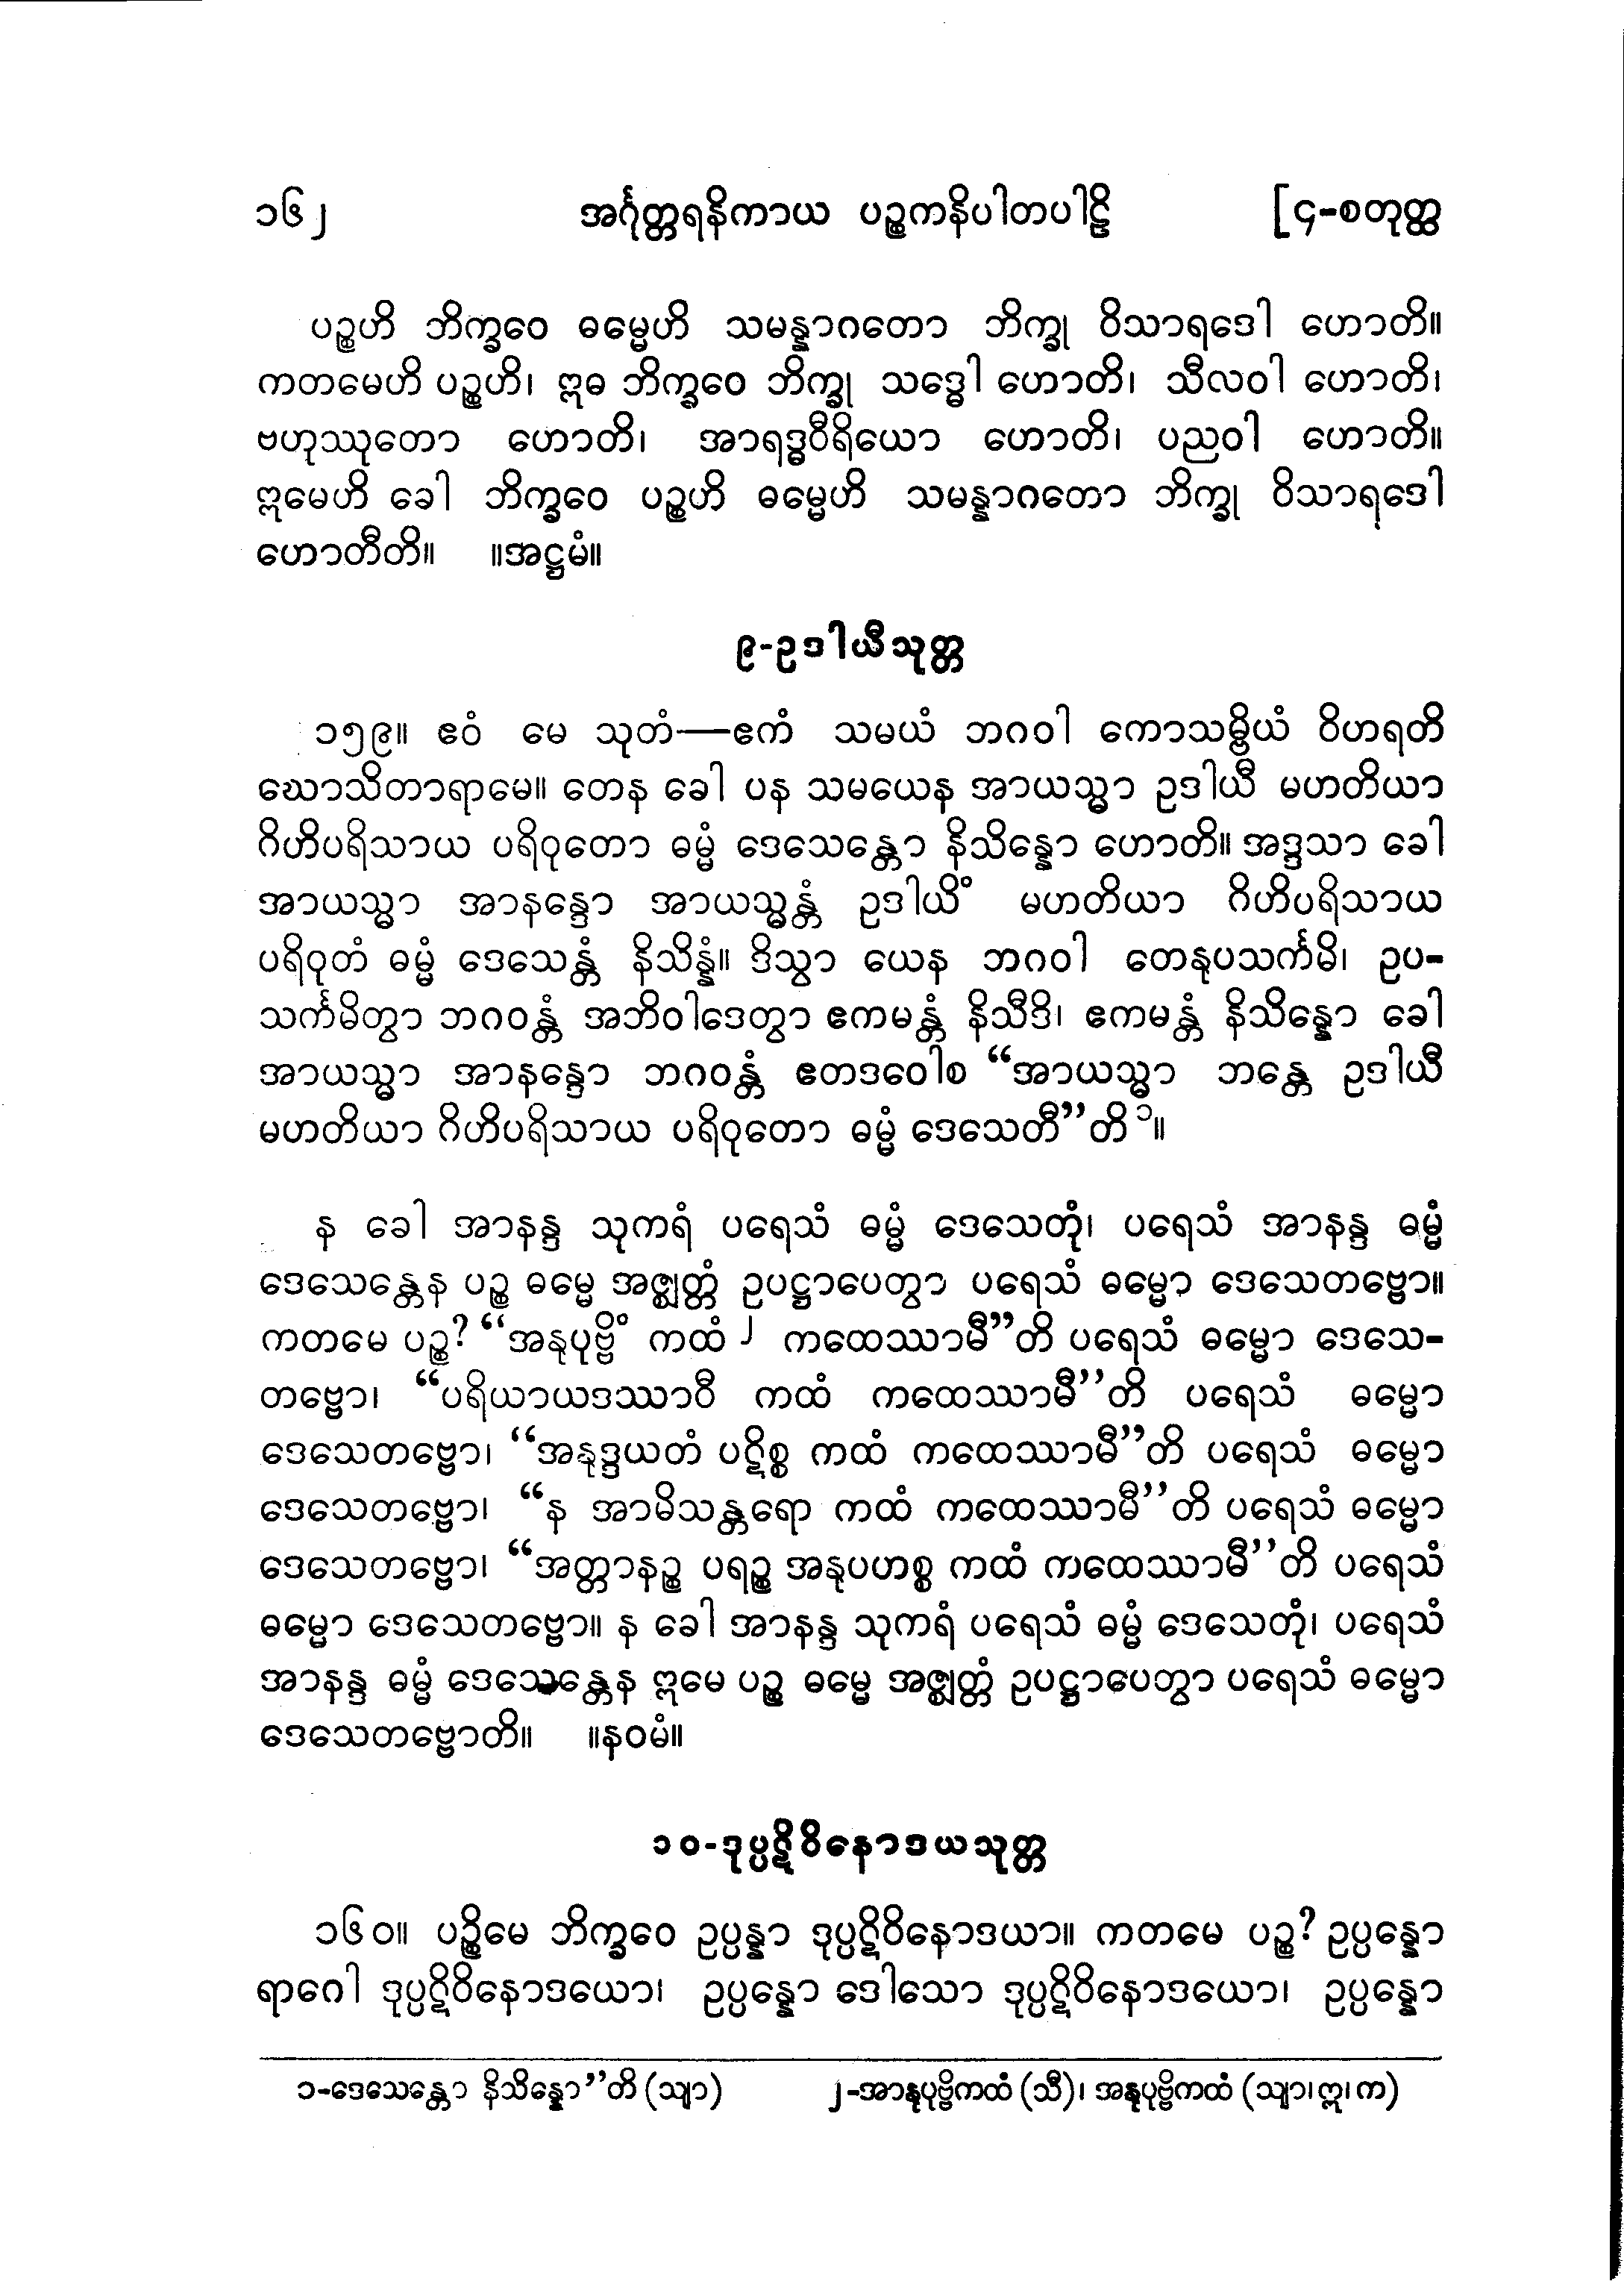 ၁၆၂ အင်္ဂုတ္တရနိကာယ ပဉ္စကနိပါတပါဠိ [၄-စတုတ္ထ
ပဉ္စဟိ ဘိက္ခဝေ ဓမ္မေဟိ သမန္နာဂတော ဘိက္ခု ဝိသာရဒေါ ဟောတိ။
ကတမေဟိ ပဉ္စဟိ၊ ဣဓ ဘိက္ခဝေ ဘိက္ခု သဒ္ဓေါ ဟောတိ၊ သီလဝါ ဟောတိ၊
ဗဟုဿုတော ဟောတိ၊ အာရဒ္ဓဝီရိယော ဟောတိ၊ ပညဝါ ဟောတိ။
ဣမေဟိ ခေါ ဘိက္ခဝေ ပဉ္စဟိ ဓမ္မေဟိ သမန္နာဂတော ဘိက္ခု ဝိသာရဒေါ
ဟောတီတိ။ ။အဋ္ဌမံ။
၉-ဥဒါယီသုတ္တ
၁၅၉။ ဧဝံ မေ သုတံ—ဧကံ သမယံ ဘဂဝါ ကောသမ္ဗိယံ ဝိဟရတိ
ဃောသိတာရာမေ။ တေန ခေါ ပန သမယေန အာယသ္မာ ဥဒါယီ မဟတိယာ
ဂိဟိပရိသာယ ပရိဝုတော ဓမ္မံ ဒေသေန္တော နိသိန္နော ဟောတိ။ အဒ္ဒသာ ခေါ
အာယသ္မာ အာနန္ဒော အာယသ္မန္တံ ဥဒါယိံ မဟတိယာ ဂိဟိပရိသာယ
ပရိဝုတံ ဓမ္မံ ဒေသေန္တံ နိသိန္နံ။ ဒိသွာ ယေန ဘဂဝါ တေနုပသင်္ကမိ၊ ဥပ-
သင်္ကမိတွာ ဘဂဝန္တံ အဘိဝါဒေတွာ ဧကမန္တံ နိသီဒိ၊ ဧကမန္တံ နိသိန္နော ခေါ
အာယသ္မာ အာနန္ဒော ဘဂဝန္တံ ဧတဒဝေါစ “အာယသ္မာ ဘန္တေ ဥဒါယီ
မဟတိယာ ဂိဟိပရိသာယ ပရိဝုတော ဓမ္မံ ဒေသေတီ”တိ ၁။
န ခေါ အာနန္ဒ သုကရံ ပရေသံ ဓမ္မံ ဒေသေတုံ၊ ပရေသံ အာနန္ဒ ဓမ္မံ
ဒေသေန္တေန ပဉ္စ ဓမ္မေ အဇ္ဈတ္တံ ဥပဋ္ဌာပေတွာ ပရေသံ ဓမ္မော ဒေသေတဗ္ဗော။
ကတမေ ပဉ္စ? “အနုပုဗ္ဗိံ ကထံ ၂ ကထေဿာမီ”တိ ပရေသံ ဓမ္မော ဒေသေ-
တဗ္ဗော၊ “ပရိယာယဒဿာဝီ ကထံ ကထေဿာမီ”တိ ပရေသံ ဓမ္မော
ဒေသေတဗ္ဗော၊ “အနုဒ္ဒယတံ ပဋိစ္စ ကထံ ကထေဿာမီ”တိ ပရေသံ ဓမ္မော
ဒေသေတဗ္ဗော၊ “န အာမိသန္တရော ကထံ ကထေဿာမီ”တိ ပရေသံ ဓမ္မော
ဒေသေတဗ္ဗော၊ “အတ္တာနဉ္စ ပရဉ္စ အနုပဟစ္စ ကထံ ကထေဿာမီ”တိ ပရေသံ
ဓမ္မော ဒေသေတဗ္ဗော။ န ခေါ အာနန္ဒ သုကရံ ပရေသံ ဓမ္မံ ဒေသေတုံ၊ ပရေသံ
အာနန္ဒ ဓမ္မံ ဒေသေန္တေန ဣမေ ပဉ္စ ဓမ္မေ အဇ္ဈတ္တံ ဥပဋ္ဌာပေတွာ ပရေသံ ဓမ္မော
ဒေသေတဗ္ဗောတိ။ ။နဝမံ။
၁၀-ဒုပ္ပဋိဝိနောဒယသုတ္တ
၁၆၀။ ပဉ္စိမေ ဘိက္ခဝေ ဥပ္ပန္နာ ဒုပ္ပဋိဝိနောဒယာ။ ကတမေ ပဉ္စ? ဥပ္ပန္နော
ရာဂေါ ဒုပ္ပဋိဝိနောဒယော၊ ဥပ္ပန္နော ဒေါသော ဒုပ္ပဋိဝိနောဒယော၊ ဥပ္ပန္နော
၁-ဒေသေန္တော နိသိန္နော”တိ (သျာ) ၂-အာနုပုဗ္ဗိကထံ (သီ)၊ အနုပုဗ္ဗိကထံ (သျာ၊ ဣ၊ က)